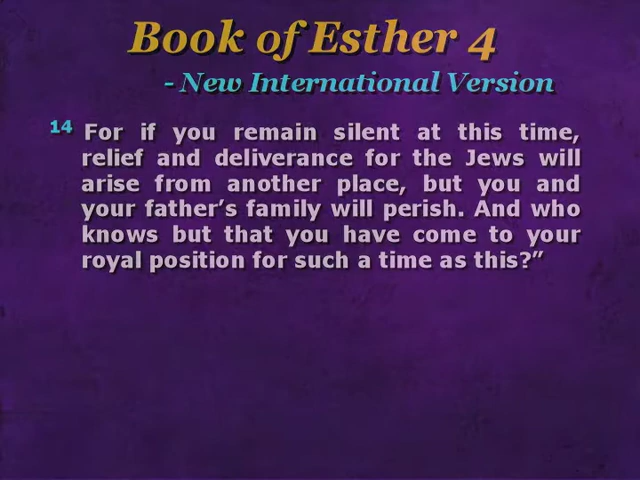 Book of Esther 4
- New International Version
14 For if you remain silent at this time,
relief and deliverance for the Jews will
arise from another place, but you and
your father’s family will perish. And who
knows but that you have come to your
royal position for such a time as this?”